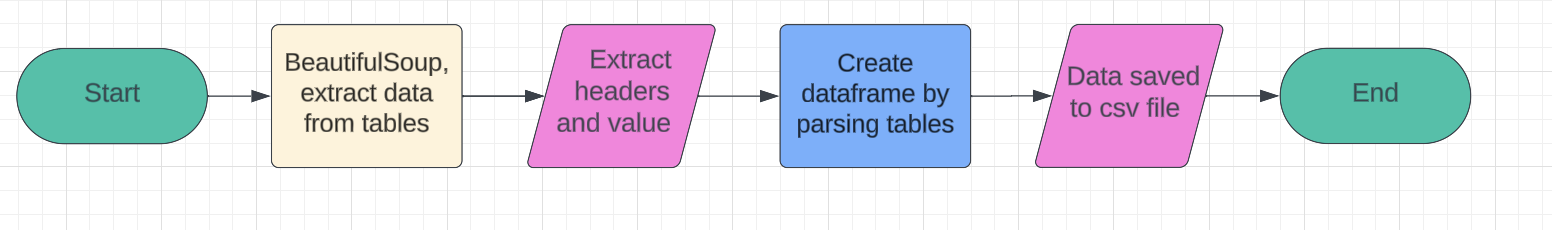 Start
BeautifulSoup,
extract data
from tables
Extract
headers
and value
Create
dataframe by
parsing tables
Data saved
to csv file
End